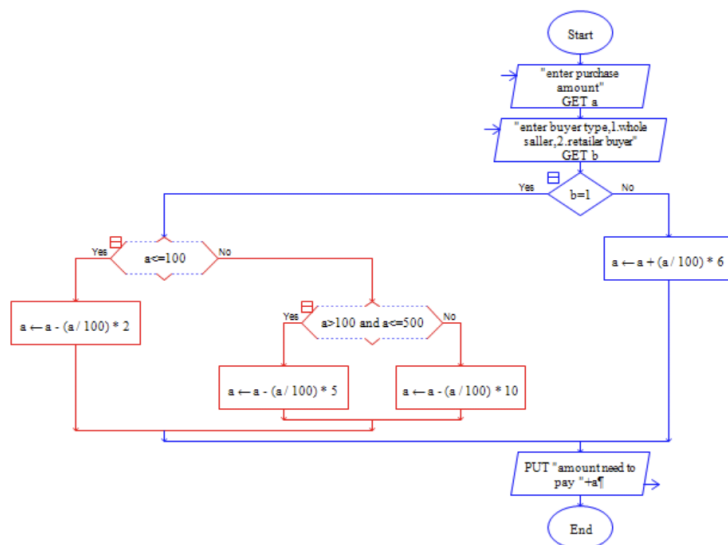 Start
"enter purchase
amount"
GET a
"enter buyer type,1.whole
saller,2.retailer buyer"
GET b
Yes
b=1
No
Yes
a<=100
No
a ← a + (a / 100) * 6
a ← a - (a / 100) * 2
Yes
a>100 and a<=500
No
a ← a - (a / 100) * 5
a ← a - (a / 100) * 10
PUT "amount need to
pay "+a¶
End